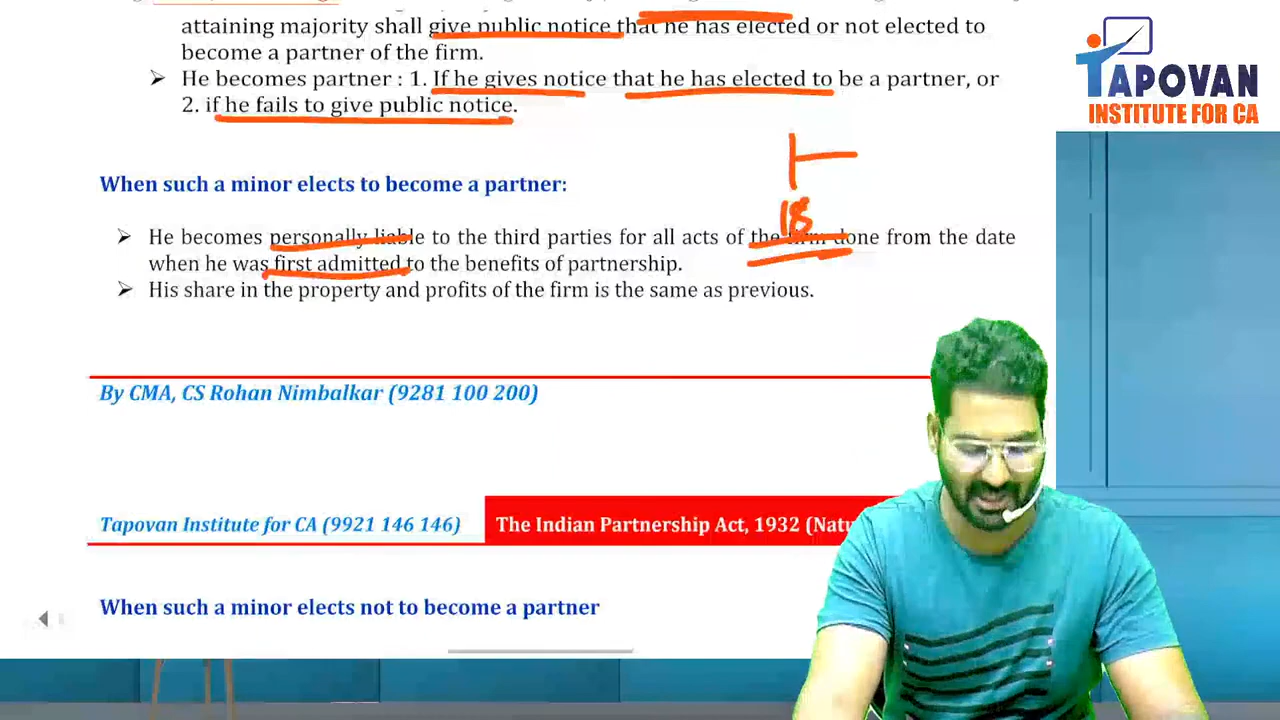 attaining majority shall give public notice that he has elected or not elected to
become a partner of the firm.
➤ He becomes partner : 1. If he gives notice that he has elected to be a partner, or
2. if he fails to give public notice.
18
When such a minor elects to become a partner:
➤ He becomes personally liable to the third parties for all acts of the firm done from the date
when he was first admitted to the benefits of partnership.
➤ His share in the property and profits of the firm is the same as previous.
By CMA, CS Rohan Nimbalkar (9281 100 200)
Tapovan Institute for CA (9921 146 146)
The Indian Partnership Act, 1932 (Natu
When such a minor elects not to become a partner
TAPOVAN
INSTITUTE FOR CA